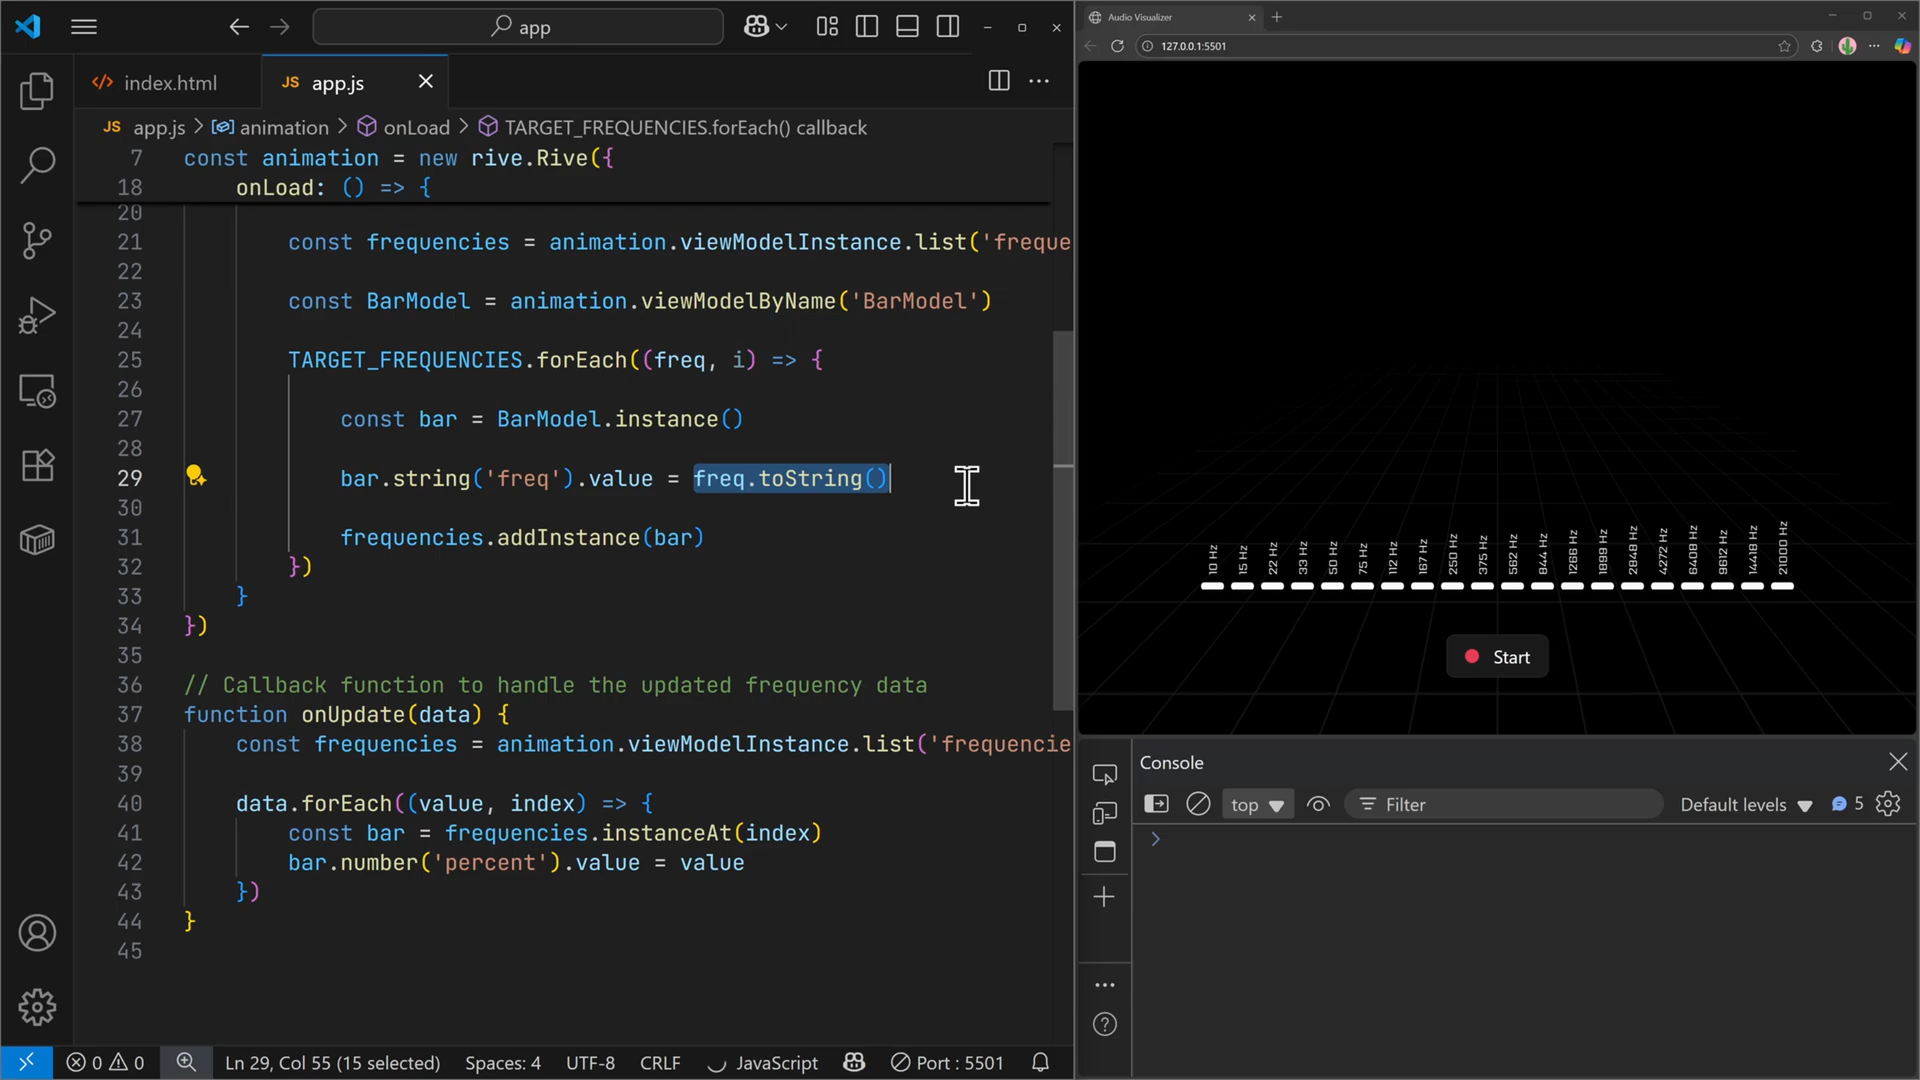 app
index.html
JS app.js
JS app.js > animation > onLoad > TARGET_FREQUENCIES.forEach() callback
7 const animation = new rive.Rive({
18 onLoad: () => {
20
21 const frequencies = animation.viewModelInstance.list('freque
22
23 const BarModel = animation.viewModelByName('BarModel')
24
25 TARGET_FREQUENCIES.forEach((freq, i) => {
26
27 const bar = BarModel.instance()
28
29 bar.string('freq').value = freq.toString()
30
31 frequencies.addInstance(bar)
32 })
33 }
34 })
35
36 // Callback function to handle the updated frequency data
37 function onUpdate(data) {
38 const frequencies = animation.viewModelInstance.list('frequencie
39
40 data.forEach((value, index) => {
41 const bar = frequencies.instanceAt(index)
42 bar.number('percent').value = value
43 })
44 }
45
0 0
Ln 29, Col 55 (15 selected)
Spaces: 4
UTF-8
CRLF
JavaScript
Port : 5501
Audio Visualizer
127.0.0.1:5501
10 Hz
15 Hz
22 Hz
33 Hz
50 Hz
75 Hz
112 Hz
167 Hz
250 Hz
375 Hz
562 Hz
844 Hz
1266 Hz
1899 Hz
2848 Hz
4272 Hz
6408 Hz
9612 Hz
14418 Hz
21000 Hz
Start
Console
top
Filter
Default levels
5
>